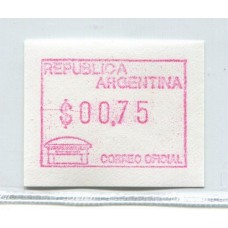 REPUBLICA
ARGENTINA
$00,75
CORREO OFICIAL